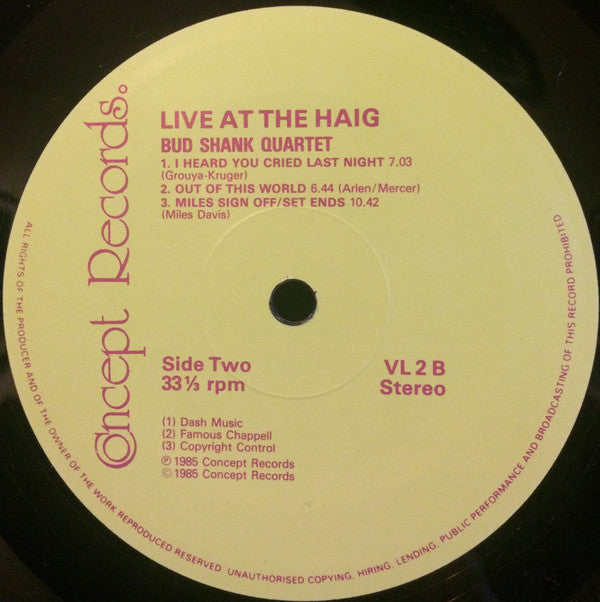 Concept Records.
LIVE AT THE HAIG
BUD SHANK QUARTET
1. I HEARD YOU CRIED LAST NIGHT 7.03
(Grouya-Kruger)
2. OUT OF THIS WORLD 6.44 (Arlen/Mercer)
3. MILES SIGN OFF/SET ENDS 10.42
(Miles Davis)
Side Two
33⅓ rpm
VL 2 B
Stereo
(1) Dash Music
(2) Famous Chappell
(3) Copyright Control
℗ 1985 Concept Records
© 1985 Concept Records
ALL RIGHTS OF THE PRODUCER AND OF THE OWNER OF THE WORK REPRODUCED RESERVED. UNAUTHORISED COPYING, HIRING, LENDING, PUBLIC PERFORMANCE AND BROADCASTING OF THIS RECORD PROHIBITED